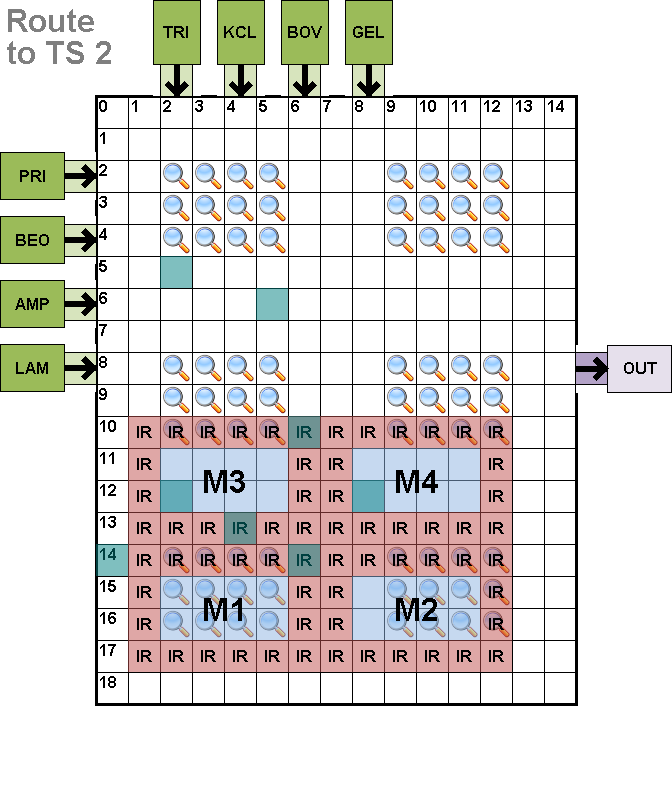 Route
to TS 2
TRI KCL BOV GEL
0 1 2 3 4 5 6 7 8 9 10 11 12 13 14
1
PRI 2
3
BEO 4
5
AMP 6
7
LAM 8 OUT
9
10 IR IR IR IR IR IR IR IR IR IR IR IR
11 IR M3 IR IR M4 IR
12 IR IR IR IR
13 IR IR IR IR IR IR IR IR IR IR IR IR
14 IR IR IR IR IR IR IR IR IR IR IR IR
15 IR M1 IR IR M2 IR
16 IR IR IR IR
17 IR IR IR IR IR IR IR IR IR IR IR IR
18